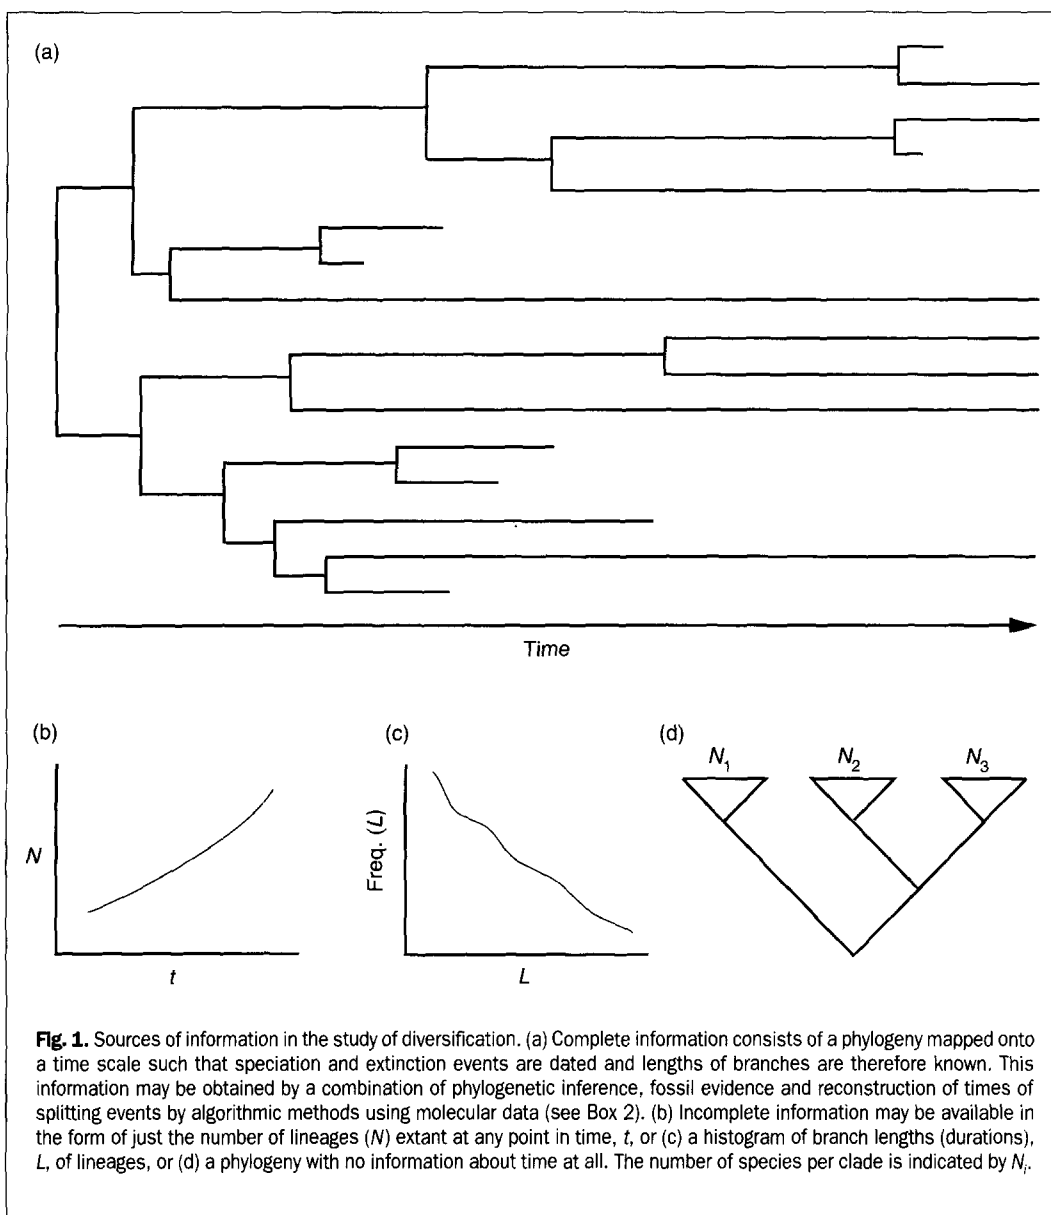 (a)
Time
(b)
N
t
(c)
Freq. (L)
L
(d)
N1
N2
N3
Fig. 1. Sources of information in the study of diversification. (a) Complete information consists of a phylogeny mapped onto
a time scale such that speciation and extinction events are dated and lengths of branches are therefore known. This
information may be obtained by a combination of phylogenetic inference, fossil evidence and reconstruction of times of
splitting events by algorithmic methods using molecular data (see Box 2). (b) Incomplete information may be available in
the form of just the number of lineages (N) extant at any point in time, t, or (c) a histogram of branch lengths (durations),
L, of lineages, or (d) a phylogeny with no information about time at all. The number of species per clade is indicated by Ni.